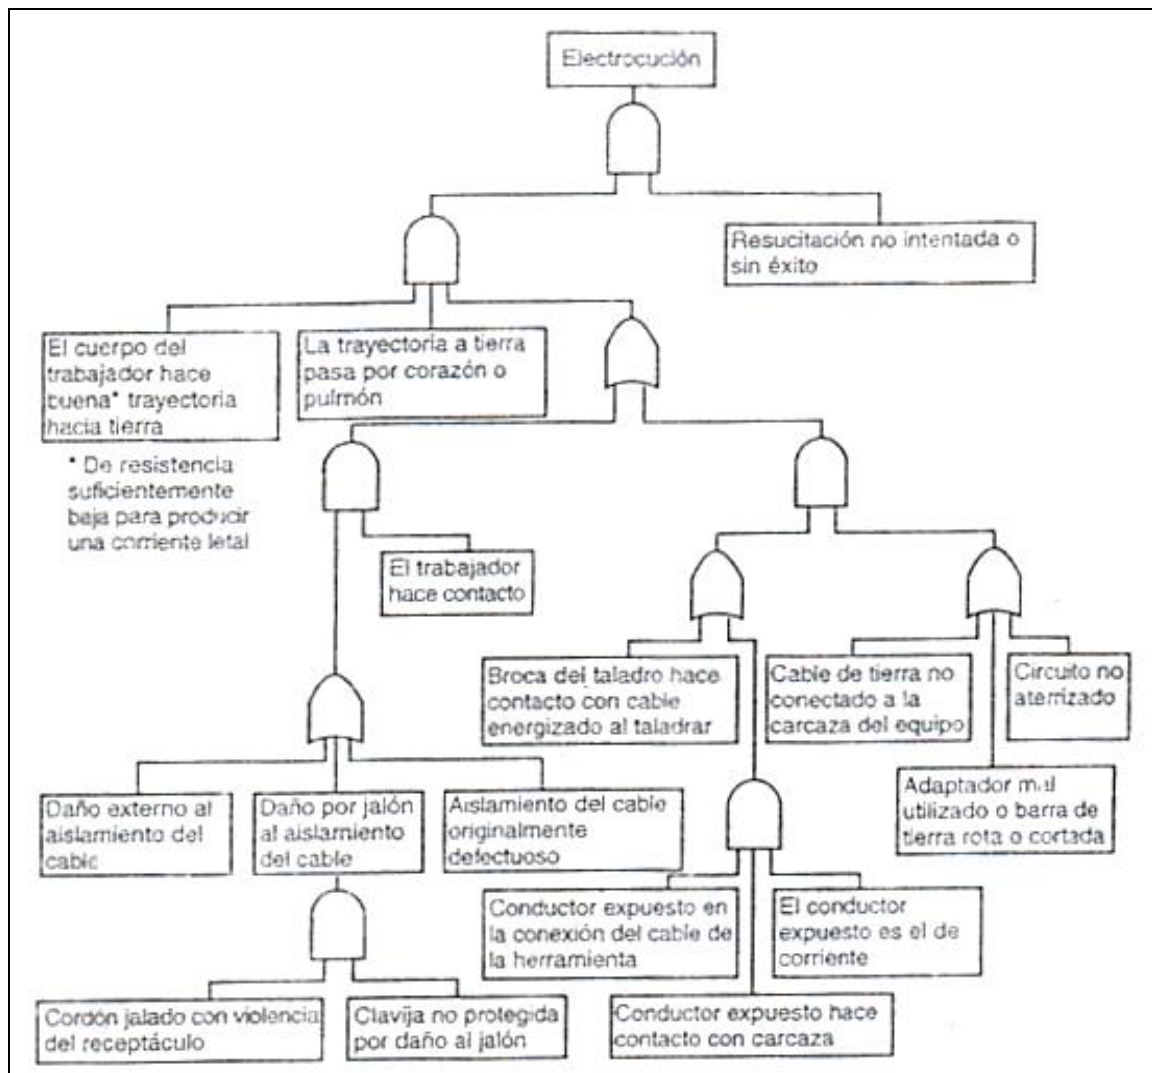 Electrocución
Resucitación no intentada o
sin éxito
El cuerpo del
trabajador hace
buena* trayectoria
hacia tierra
La trayectoria a tierra
pasa por corazón o
pulmón
* De resistencia
suficientemente
baja para producir
una corriente letal
El trabajador
hace contacto
Broca del taladro hace
contacto con cable
energizado al taladrar
Cable de tierra no
conectado a la
carcaza del equipo
Circuito no
aterrizado
Adaptador mal
utilizado o barra de
tierra rota o cortada
Daño externo al
aislamiento del
cable
Daño por jalón
al aislamiento
del cable
Aislamiento del cable
originalmente
defectuoso
Conductor expuesto en
la conexión del cable de
la herramienta
El conductor
expuesto es el de
corriente
Cordón jalado con violencia
del receptáculo
Clavija no protegida
por daño al jalón
Conductor expuesto hace
contacto con carcaza